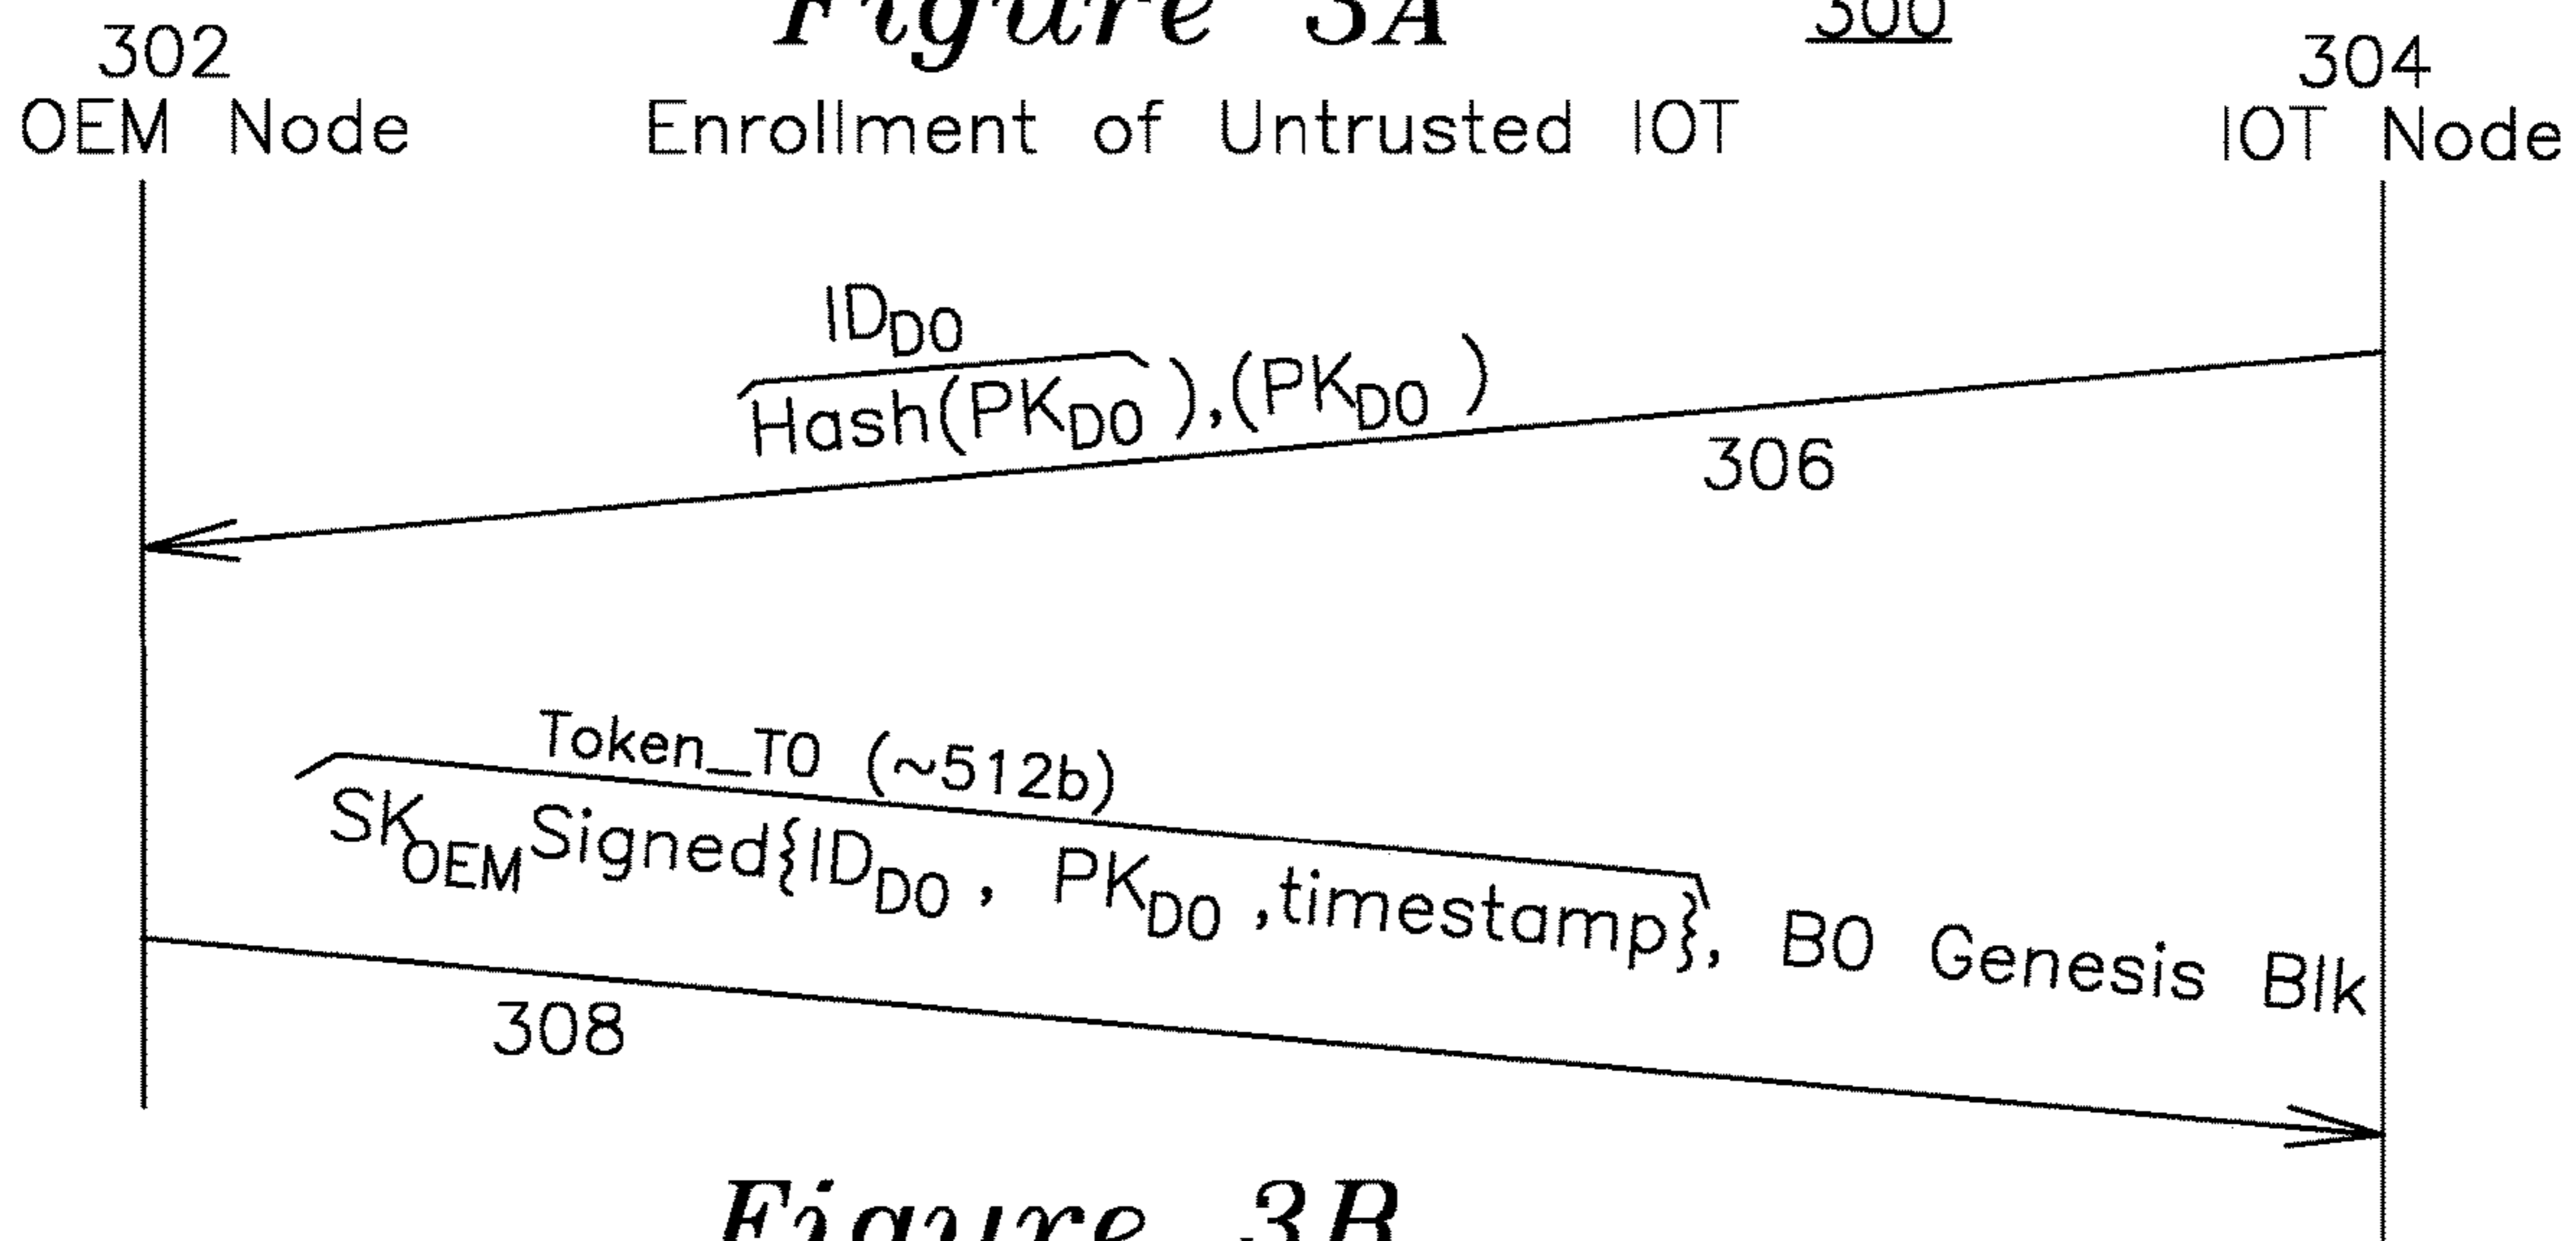 Figure 3A 300
302
OEM Node
Enrollment of Untrusted IOT
304
IOT Node
ID_D0
Hash(PK_D0),(PK_D0)
306
Token_T0 (~512b)
SK_OEM Signed{ID_D0, PK_D0,timestamp}, B0 Genesis Blk
308
Figure 3B